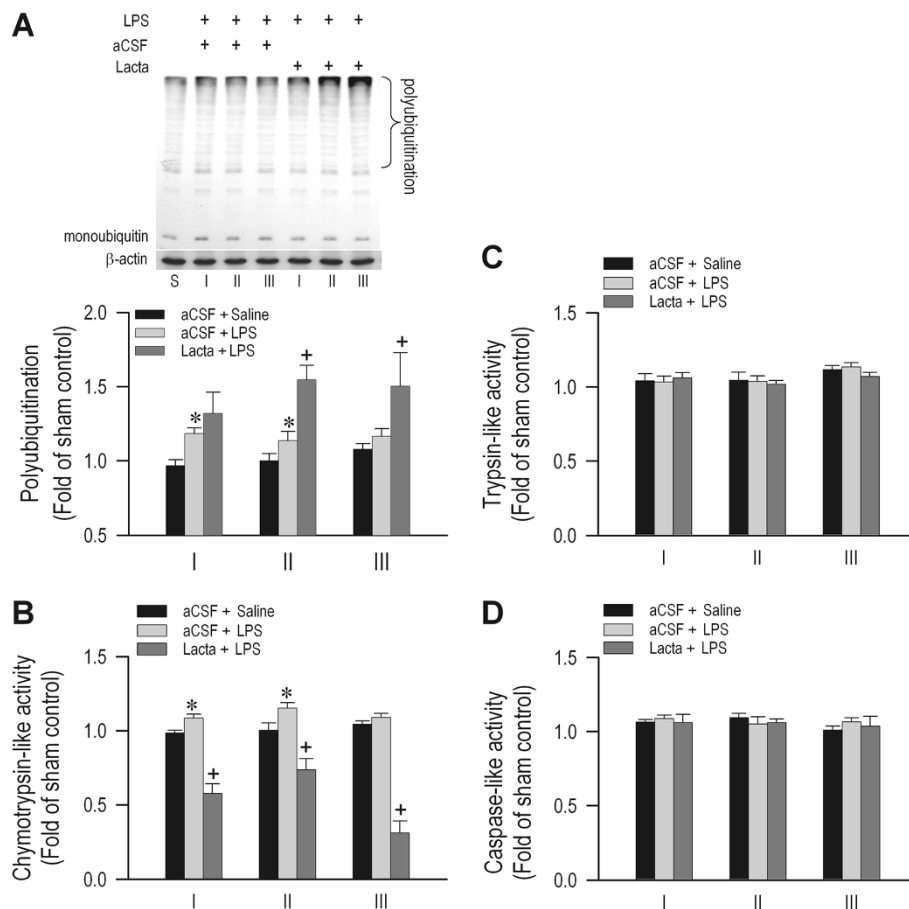 A
LPS + + + + + +
aCSF + + +
Lacta + + +
polyubiquitination
monoubiquitin
β-actin
S I II III I II III
aCSF + Saline
aCSF + LPS
Lacta + LPS
Polyubiquitination
(Fold of sham control)
2.0
1.5
1.0
0.5
* * + +
I II III
B
aCSF + Saline
aCSF + LPS
Lacta + LPS
Chymotrypsin-like activity
(Fold of sham control)
1.5
1.0
0.5
0.0
* + * + +
I II III
C
aCSF + Saline
aCSF + LPS
Lacta + LPS
Trypsin-like activity
(Fold of sham control)
1.5
1.0
0.5
0.0
I II III
D
aCSF + Saline
aCSF + LPS
Lacta + LPS
Caspase-like activity
(Fold of sham control)
1.5
1.0
0.5
0.0
I II III